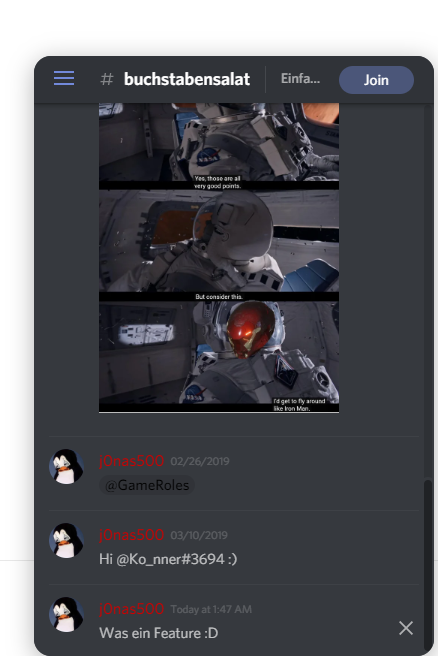 # buchstabensalat Einfa... Join
NASA
Yes, those are all
very good points.
But consider this.
I'd get to fly around
like Iron Man.
j0nas500 02/26/2019
@GameRoles
j0nas500 03/10/2019
Hi @Ko_nner#3694 :)
j0nas500 Today at 1:47 AM
Was ein Feature :D